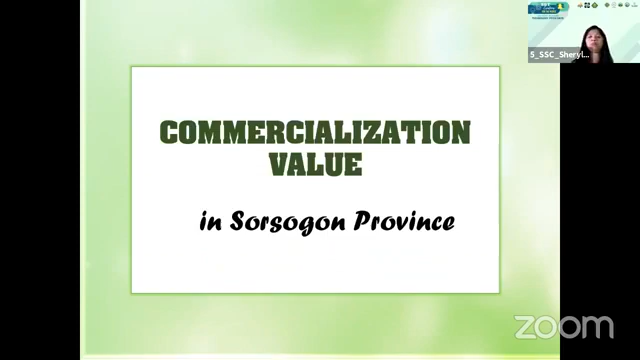 COMMERCIALIZATION
VALUE
in Sorsogon Province
5_SSC_Sheryl...
zoom